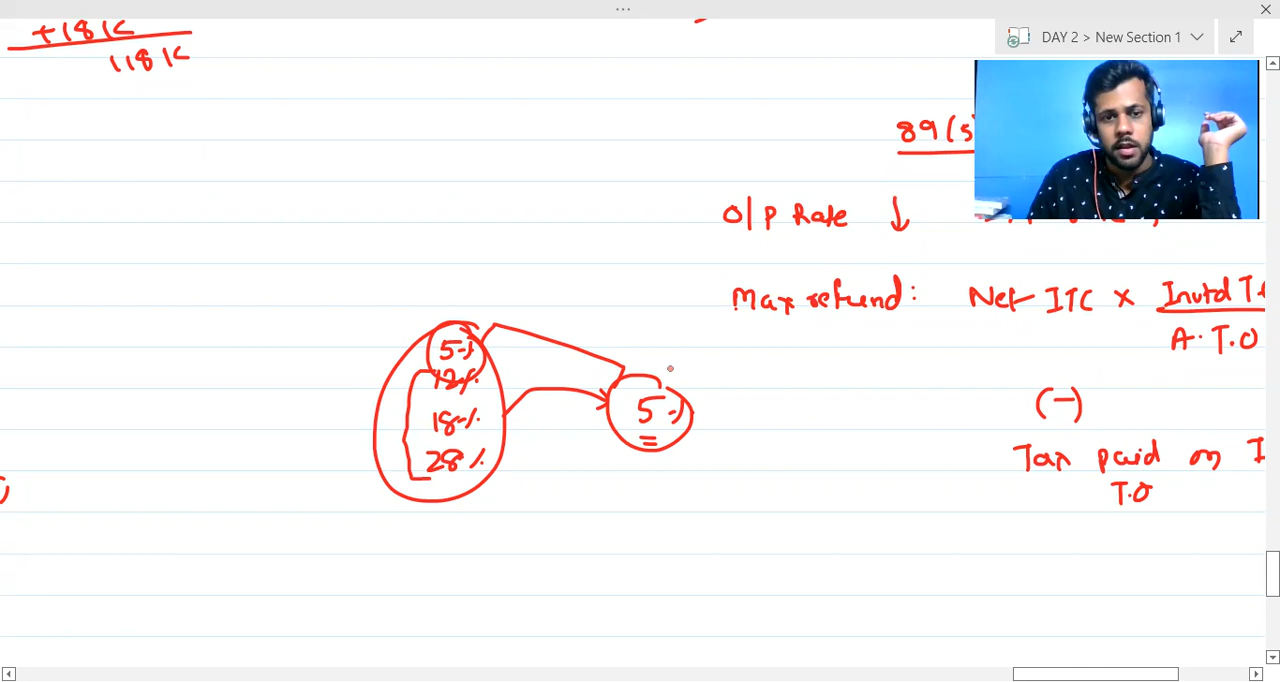 +18K
118K
DAY 2 > New Section 1
89(5
O/P Rate ↓
Max refund: Net ITC x Invtd T.
A. T.O
5%
12%
18%
28%
5%
(-)
Tax paid on I
T.O